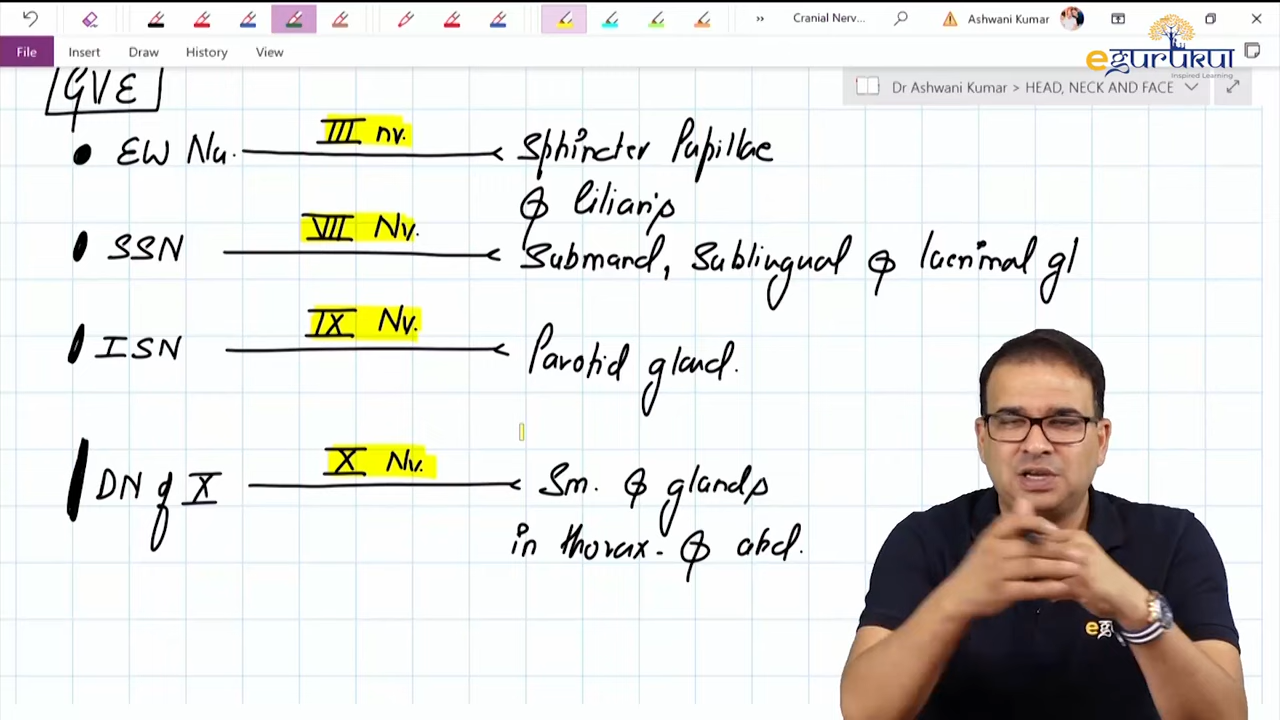 Cranial Nerv...
Ashwani Kumar
File Insert Draw History View
egurukul
Inspired Learning
Dr Ashwani Kumar > HEAD, NECK AND FACE
GVE
EW Nu. III nv. Sphincter Pupillae
& Ciliaris
SSN VII Nv. Submand, Sublingual & lacrimal gl
ISN IX Nv. Parotid gland.
DN of X X Nv. Sm. & glands
in thorax. & abd.
eg